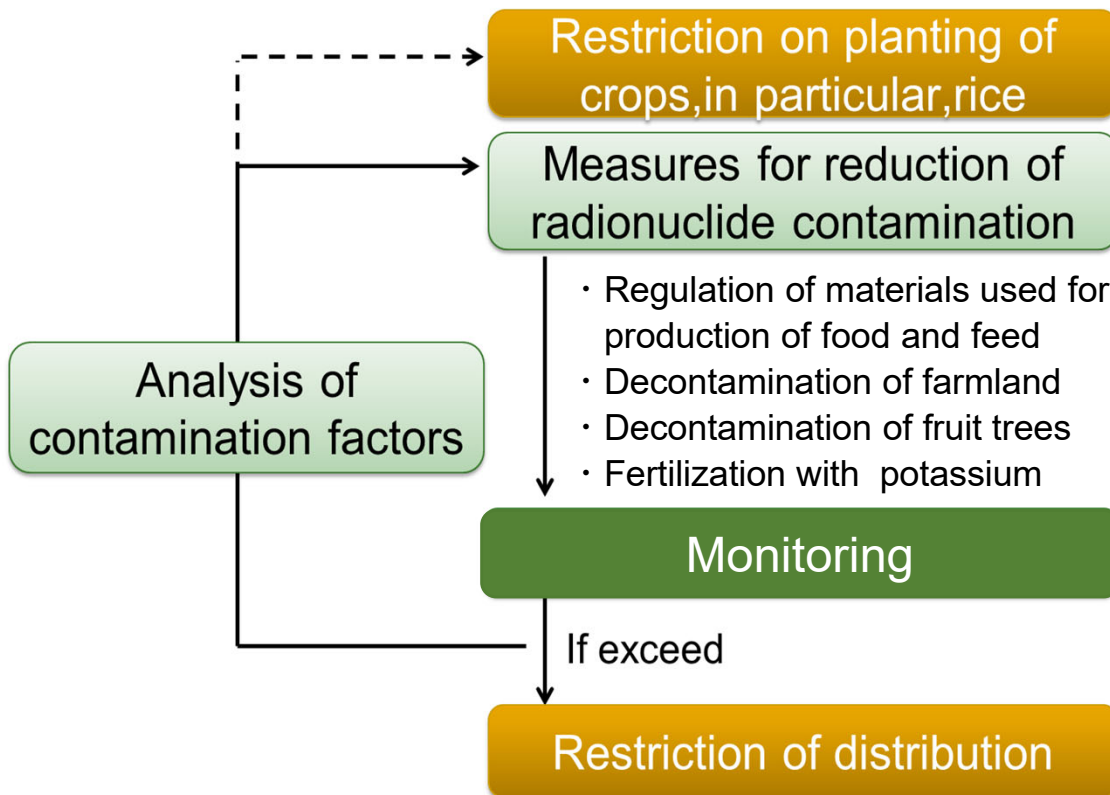 Restriction on planting of
crops,in particular,rice
Measures for reduction of
radionuclide contamination
・Regulation of materials used for
production of food and feed
・Decontamination of farmland
・Decontamination of fruit trees
・Fertilization with  potassium
Analysis of
contamination factors
Monitoring
If exceed
Restriction of distribution